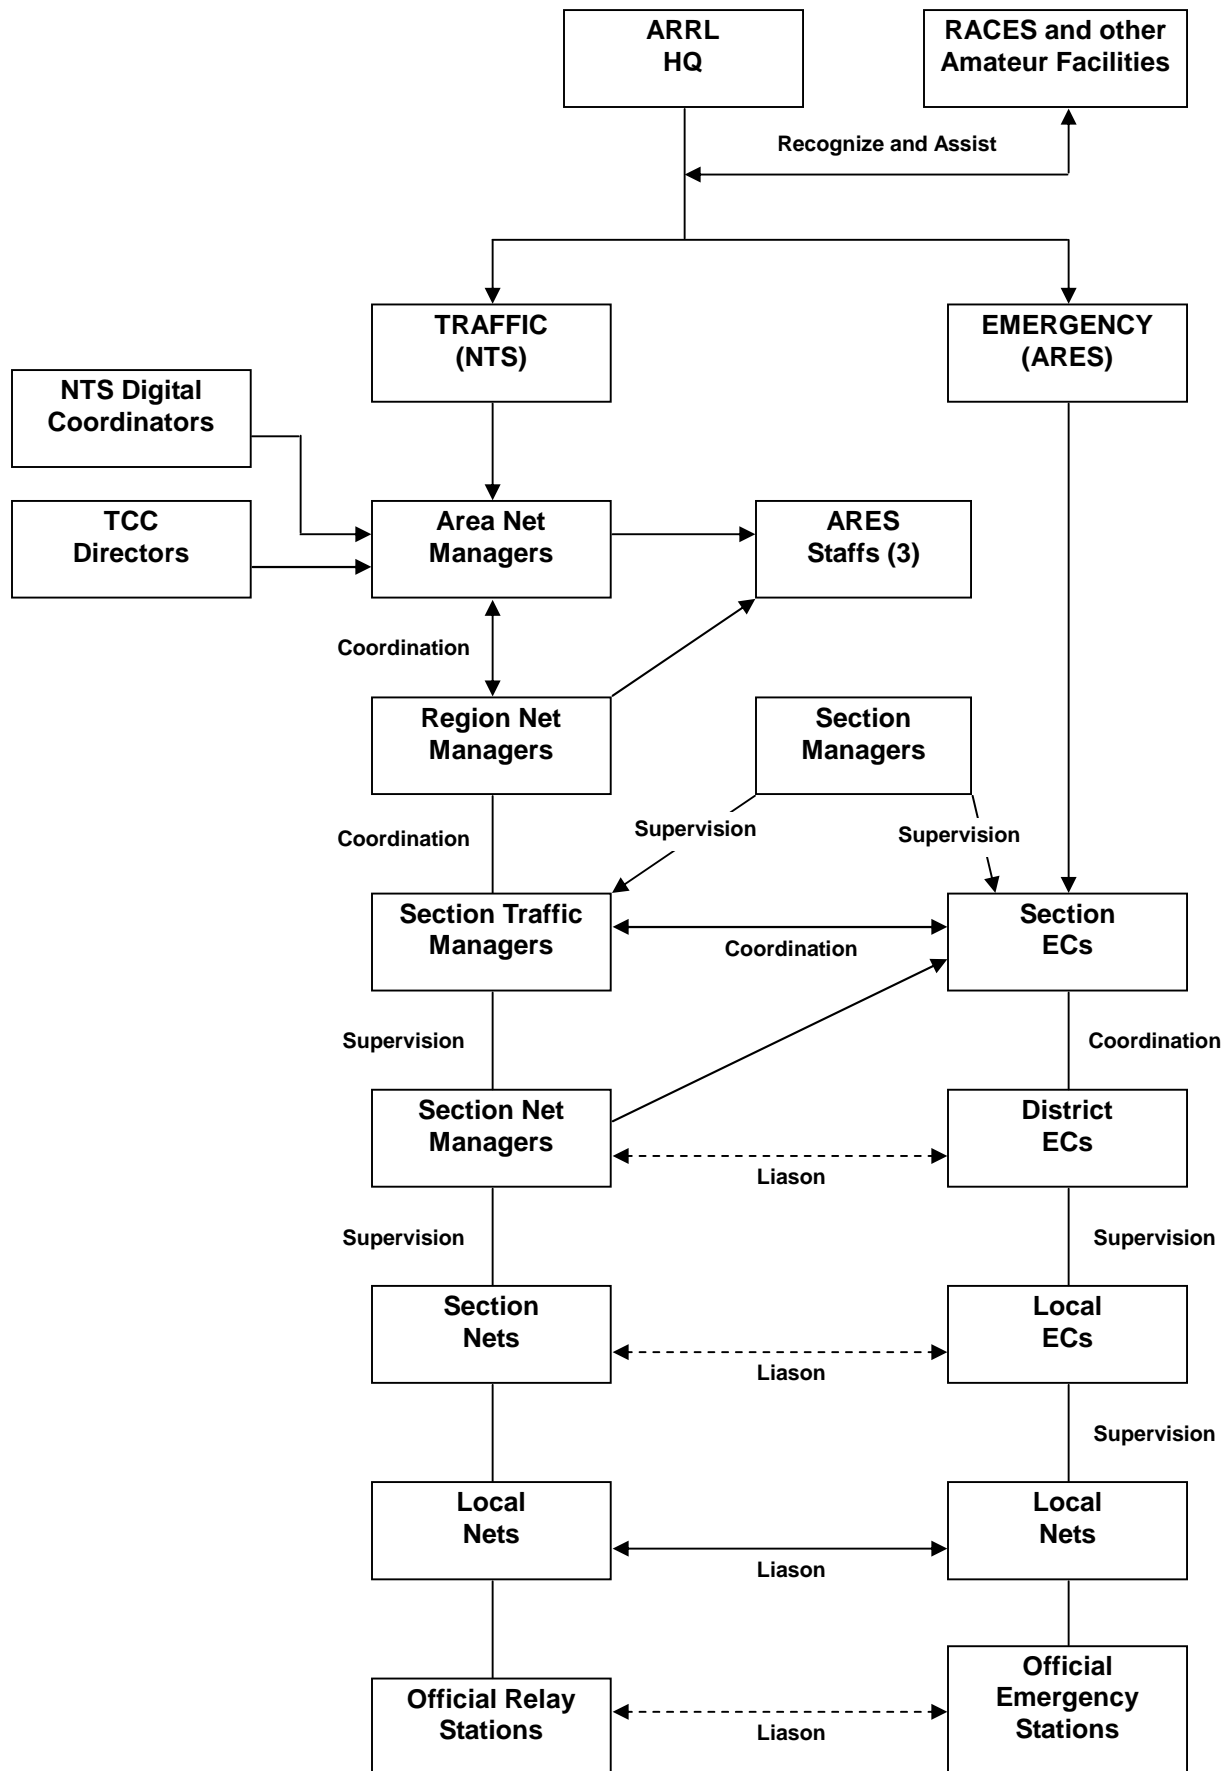 ARRL
HQ
RACES and other
Amateur Facilities
Recognize and Assist
TRAFFIC
(NTS)
EMERGENCY
(ARES)
NTS Digital
Coordinators
TCC
Directors
Area Net
Managers
ARES
Staffs (3)
Coordination
Region Net
Managers
Section
Managers
Coordination
Supervision
Supervision
Section Traffic
Managers
Coordination
Section
ECs
Supervision
Coordination
Section Net
Managers
Liason
District
ECs
Supervision
Supervision
Section
Nets
Liason
Local
ECs
Supervision
Local
Nets
Liason
Local
Nets
Official Relay
Stations
Liason
Official
Emergency
Stations